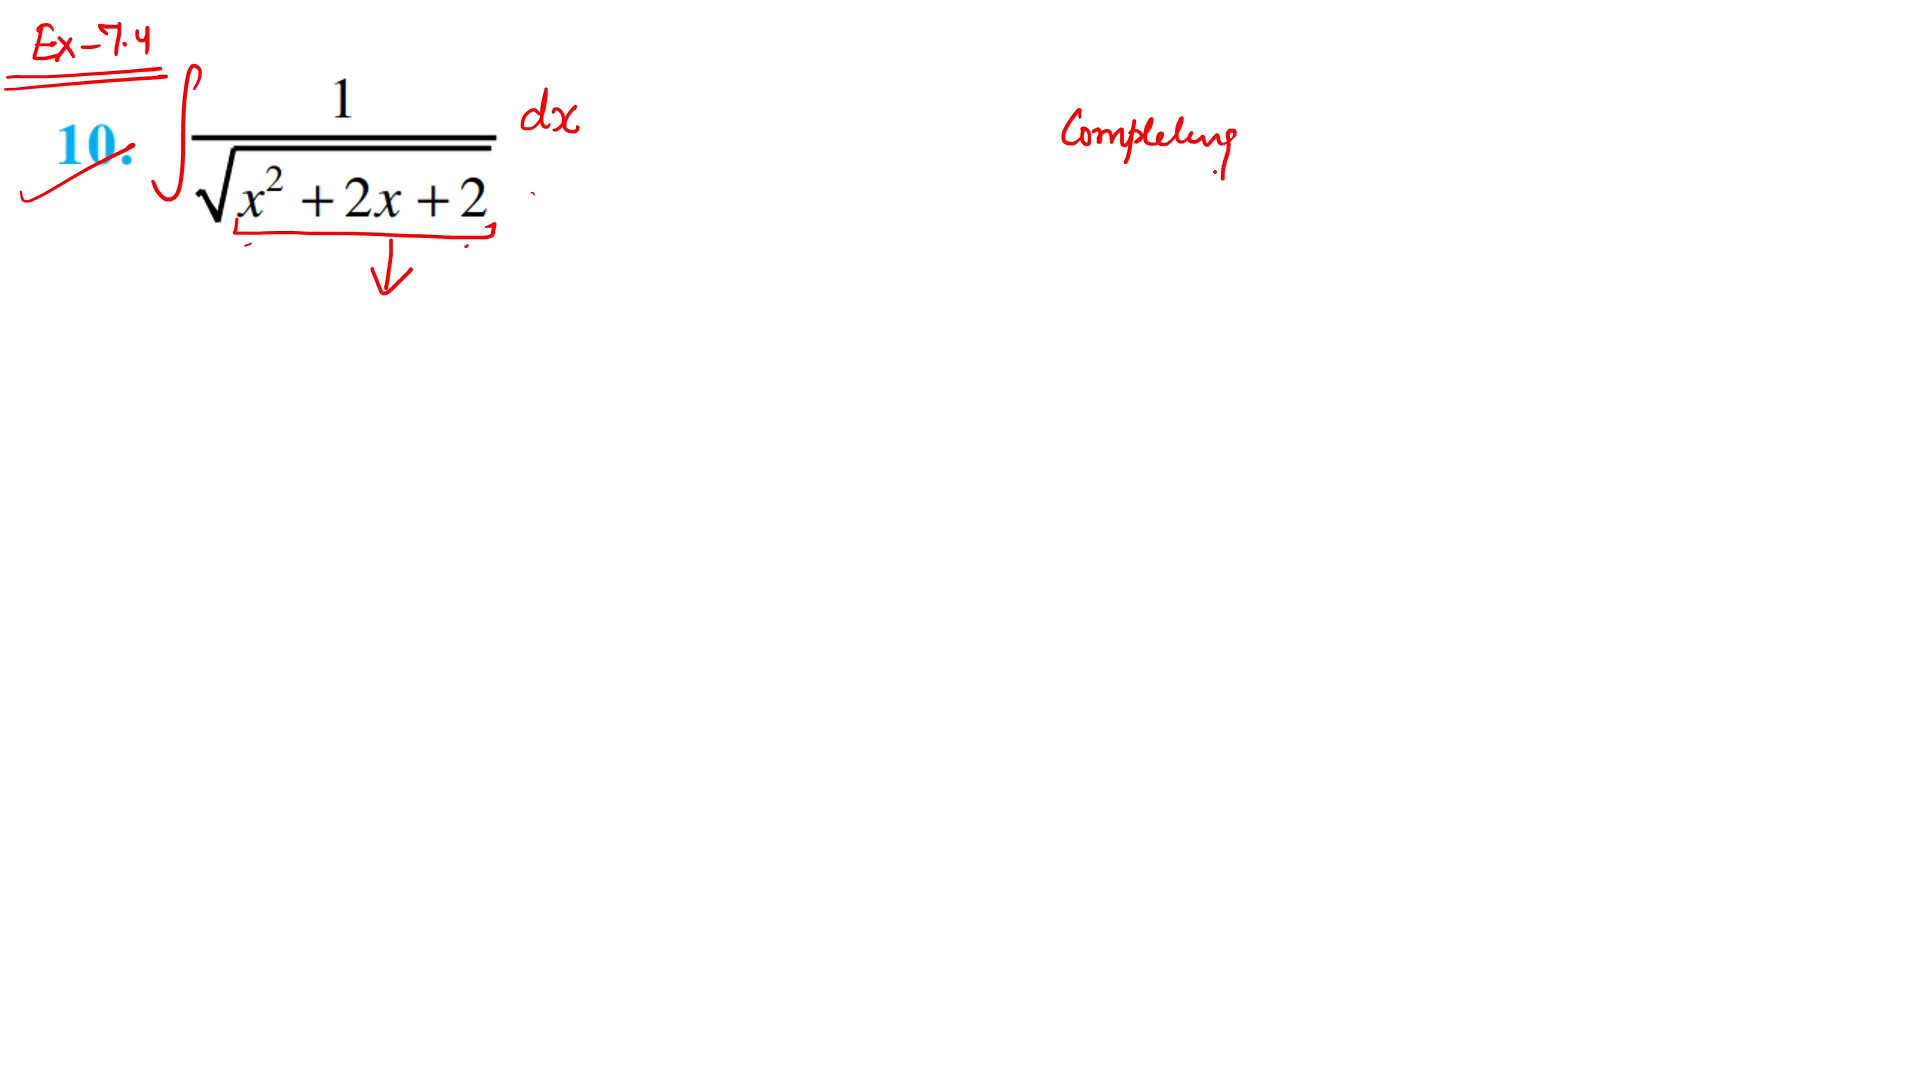 Ex-7.4
10. ∫ 1/√(x² + 2x + 2) dx
Completing